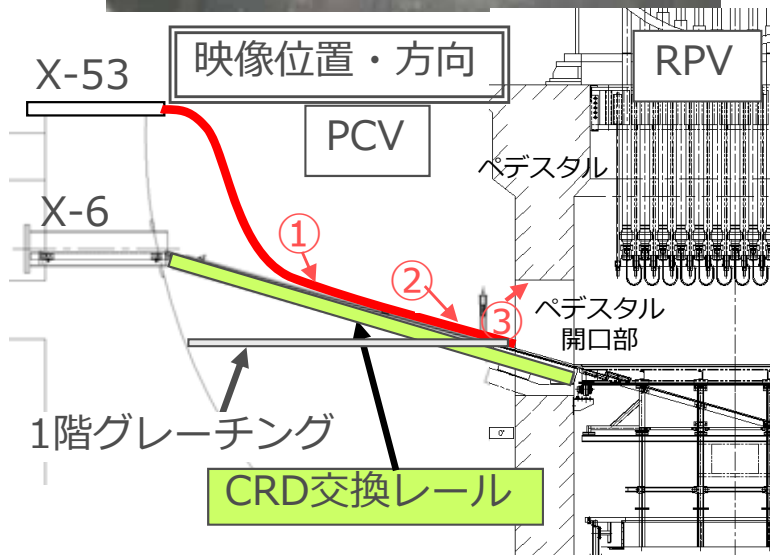 映像位置・方向
RPV
X-53
PCV
ペデスタル
X-6
①
②
③
ペデスタル
開口部
1階グレーチング
0'
CRD交換レール